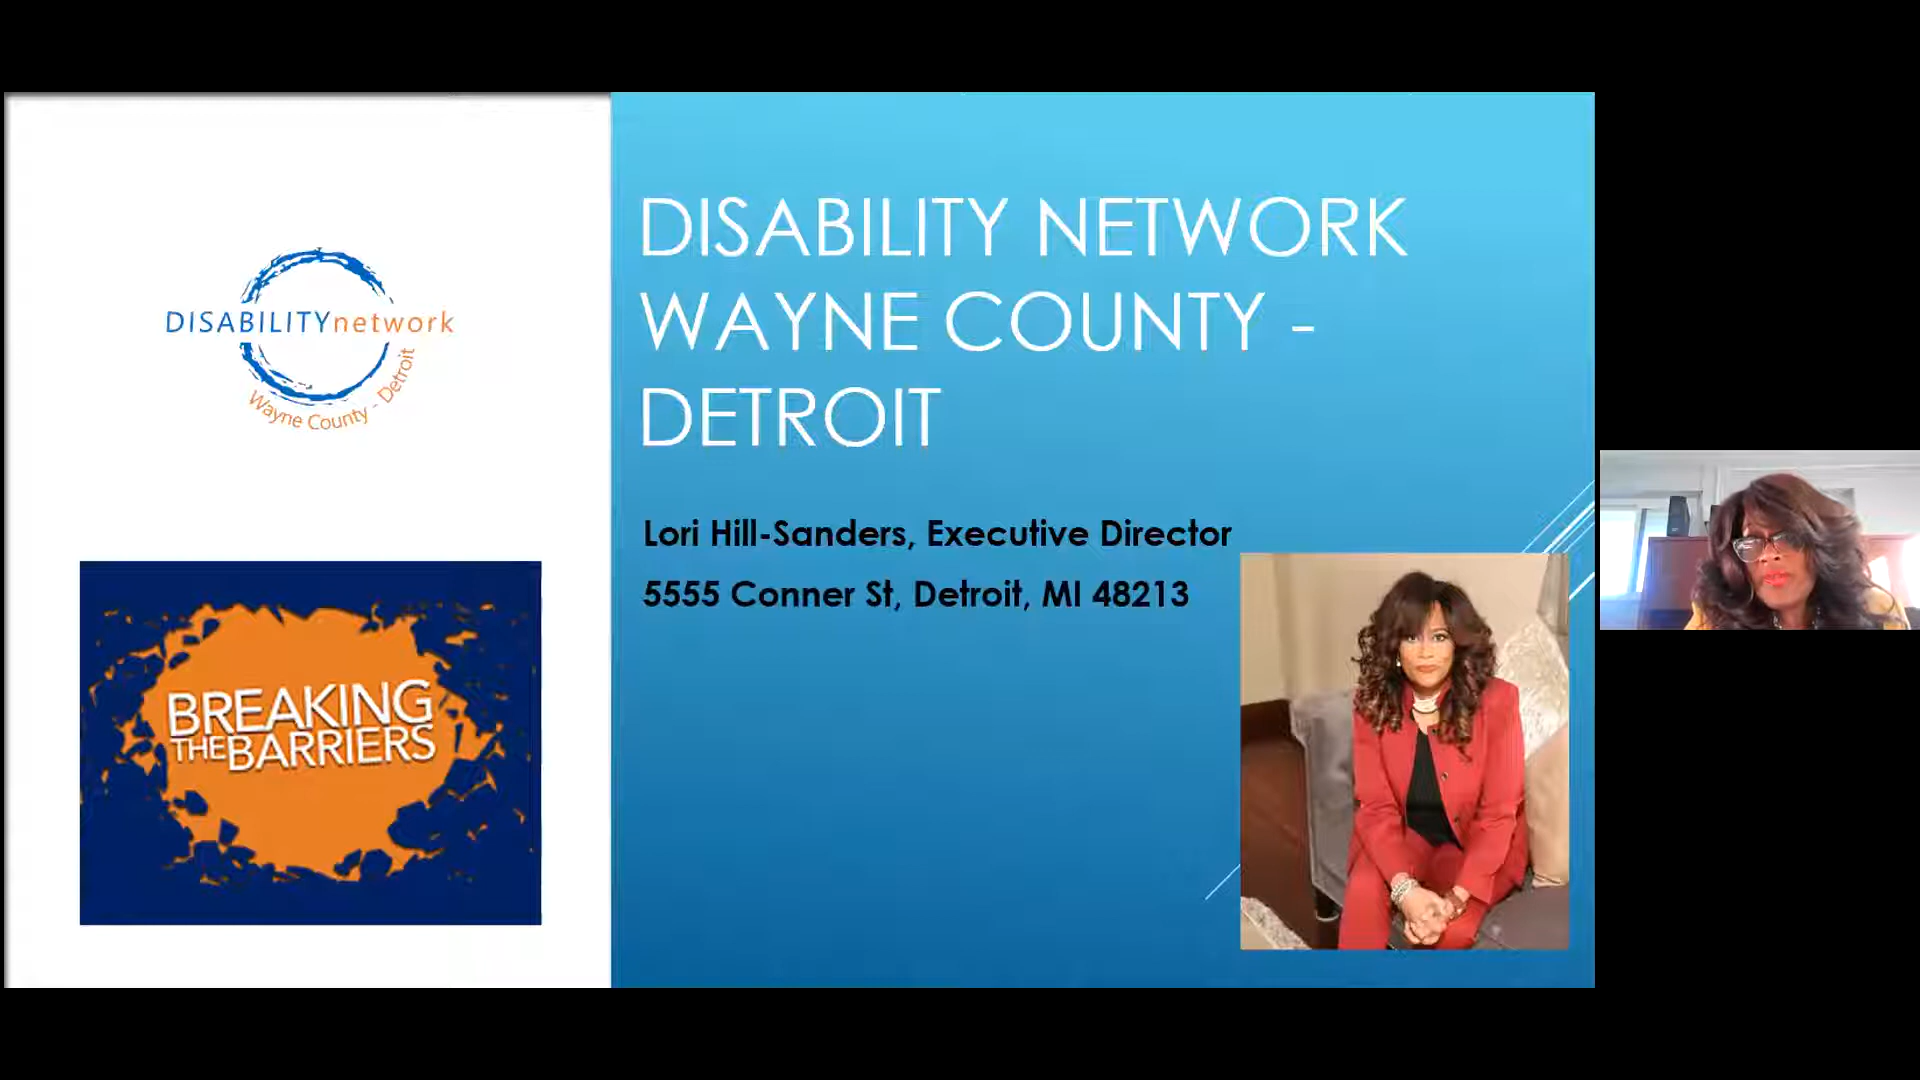 DISABILITYnetwork
Wayne County - Detroit
BREAKING
THE BARRIERS
DISABILITY NETWORK
WAYNE COUNTY -
DETROIT
Lori Hill-Sanders, Executive Director
5555 Conner St, Detroit, MI 48213